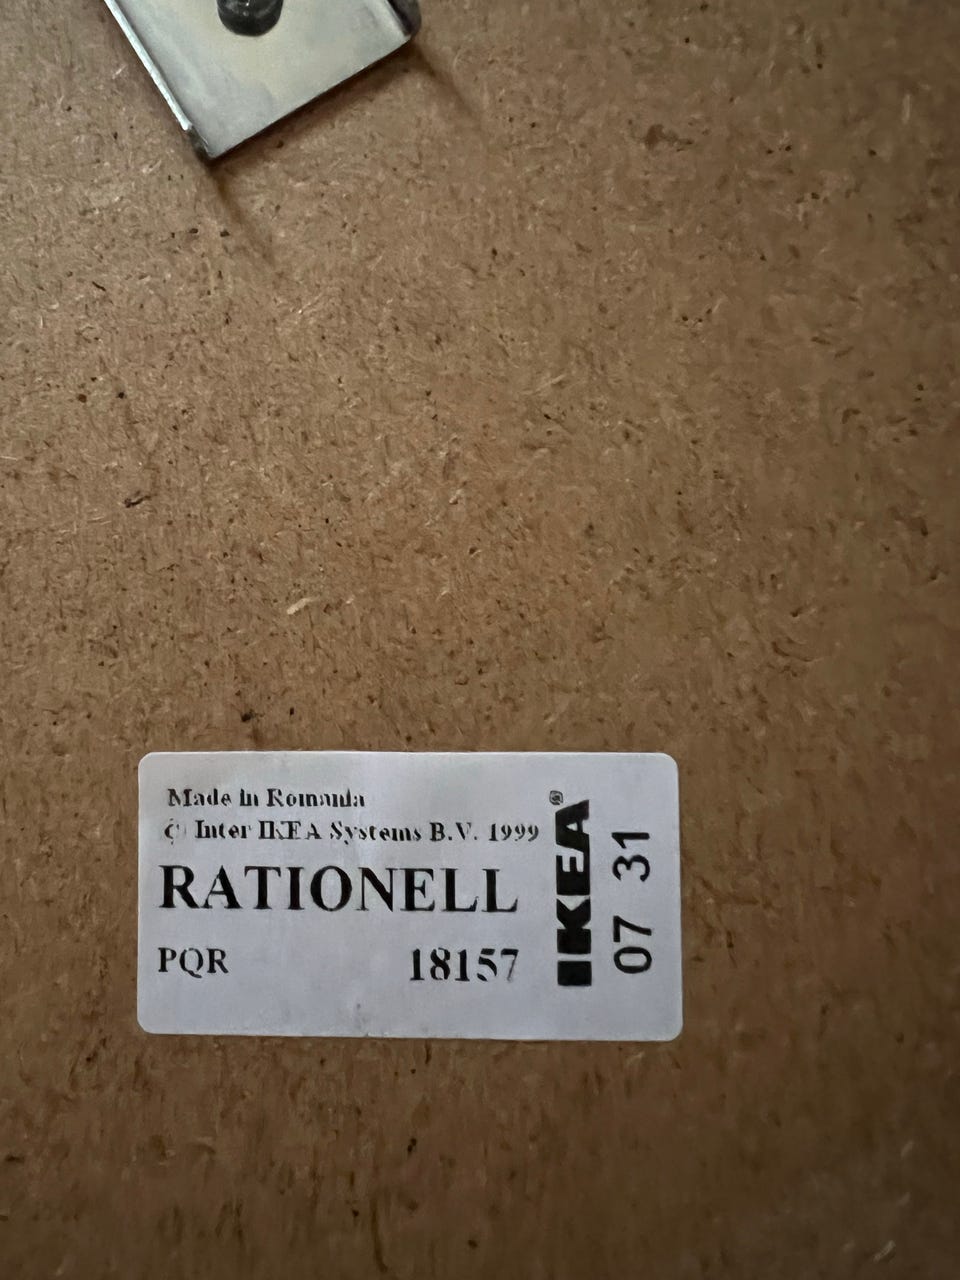 Made in Romania
© Inter IKEA Systems B.V. 1999
RATIONELL
PQR 18157
IKEA®
07 31